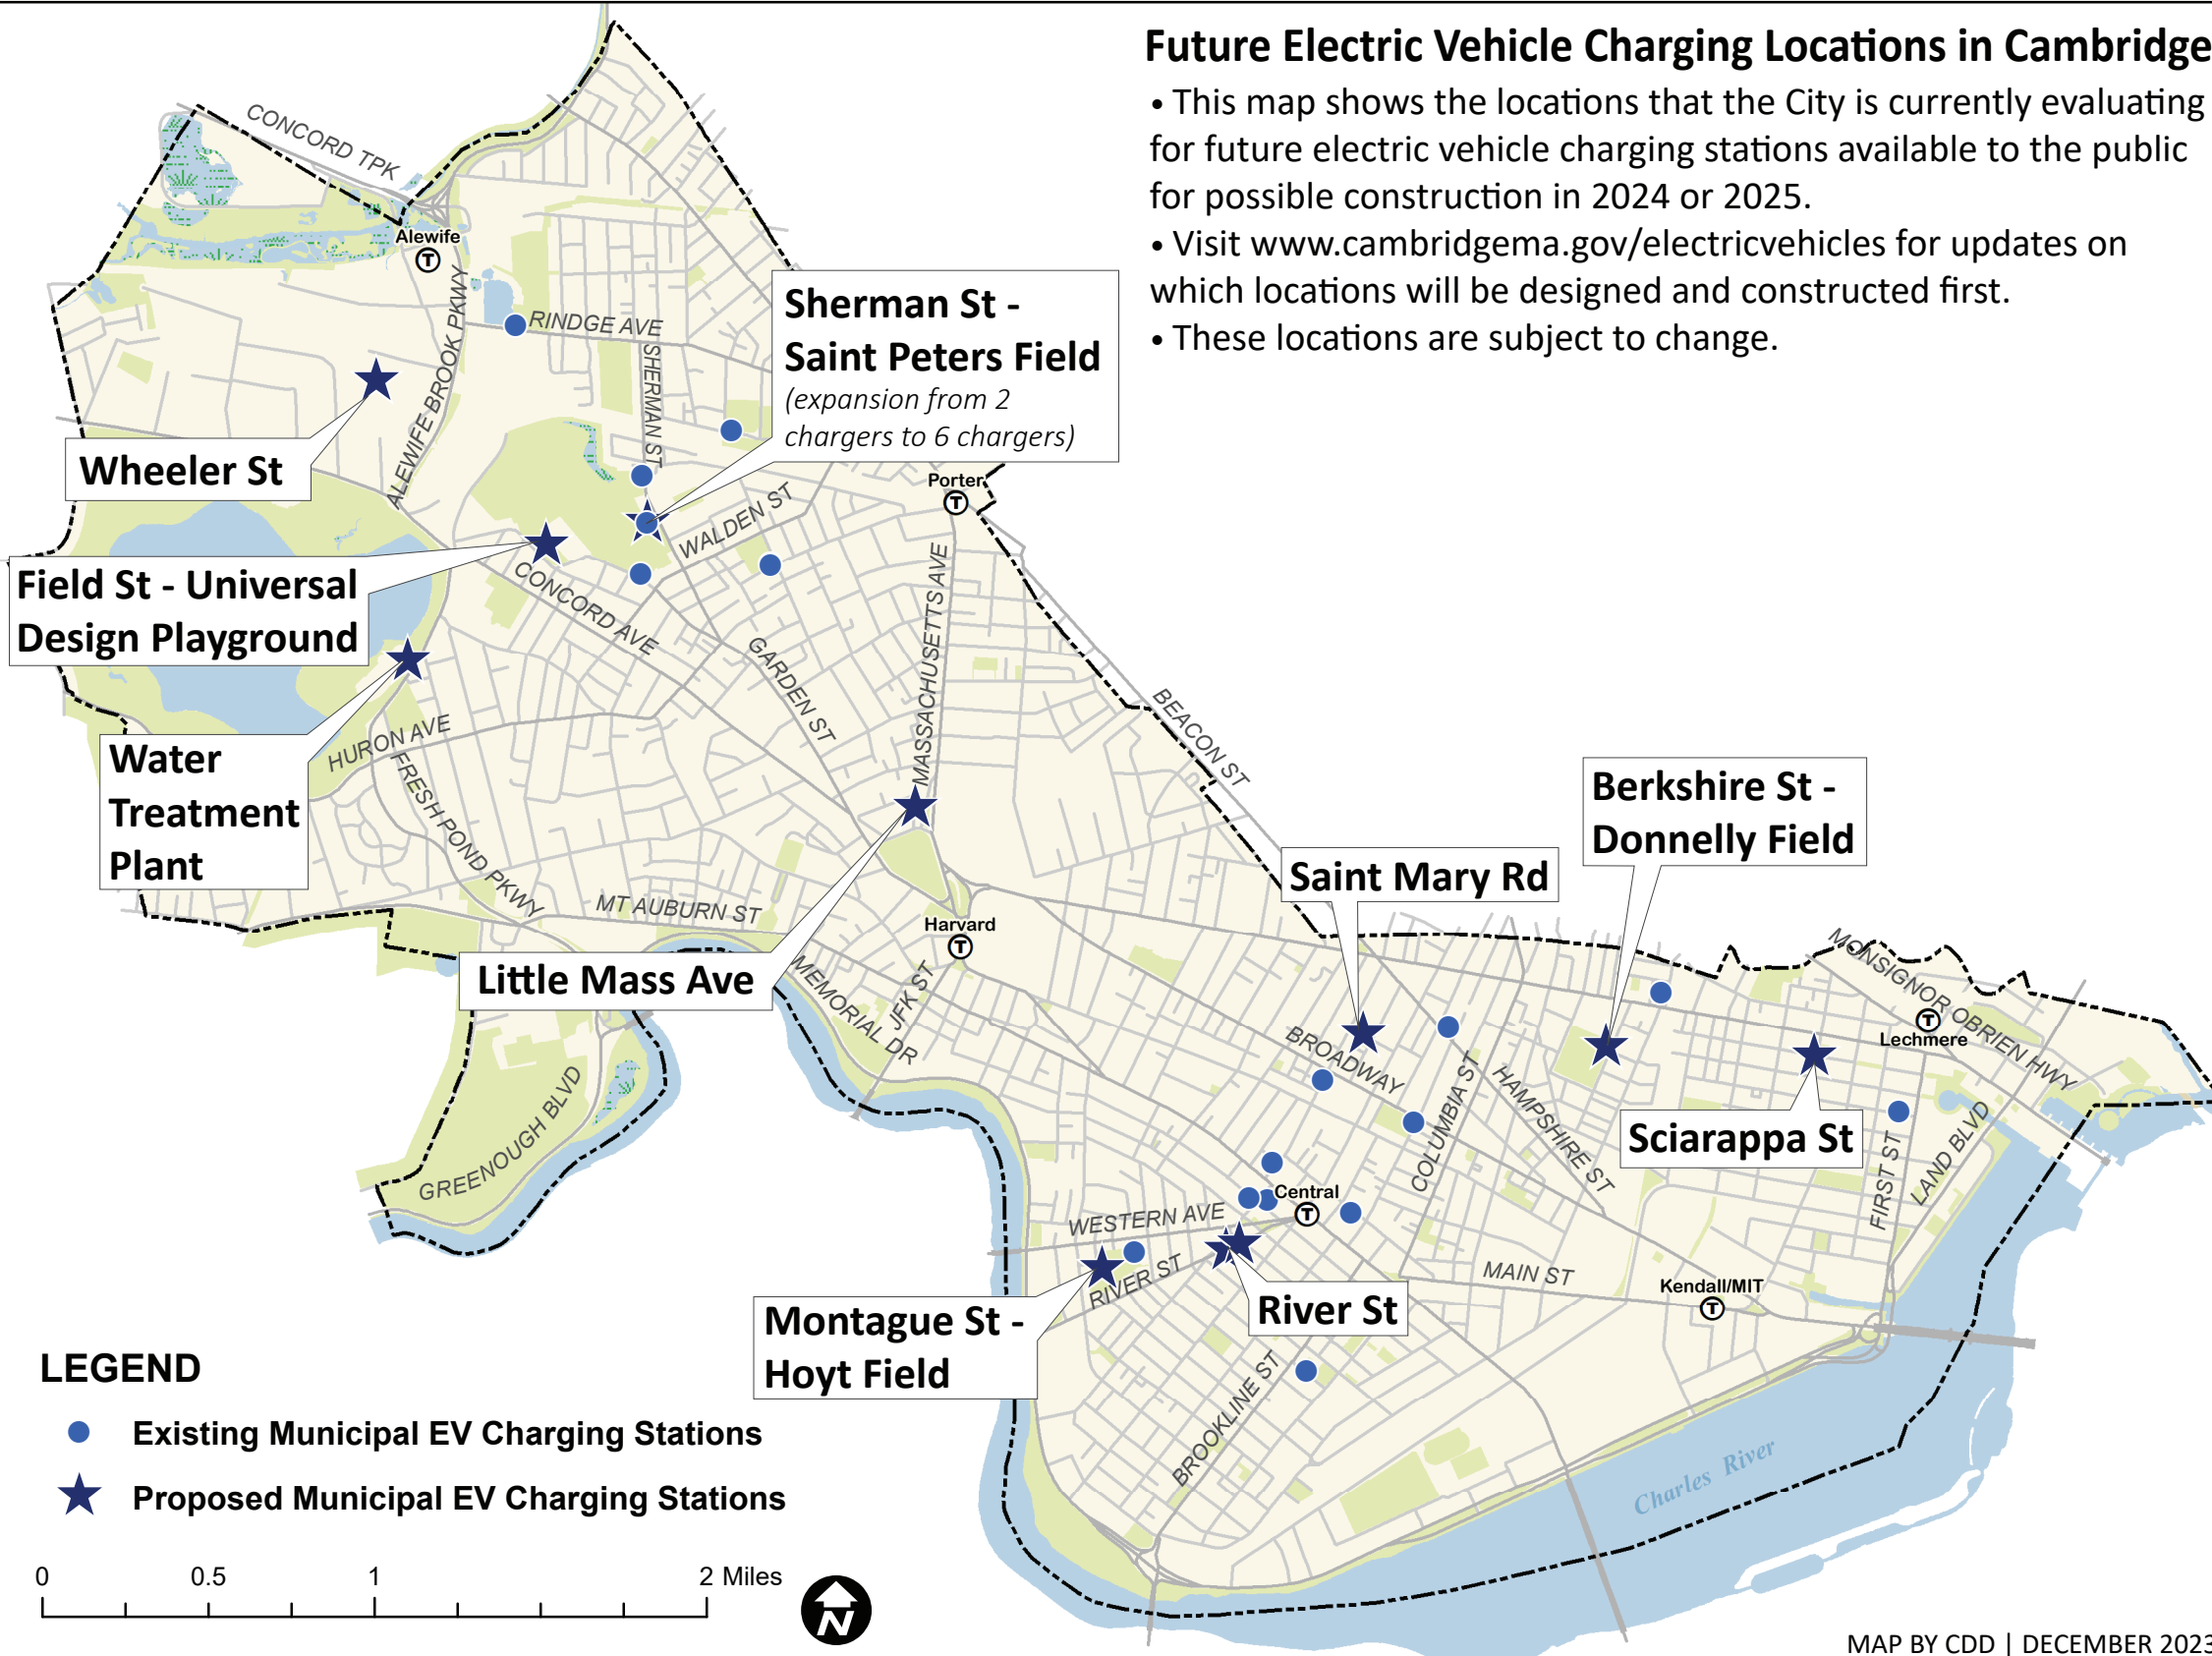 Future Electric Vehicle Charging Locations in Cambridge
• This map shows the locations that the City is currently evaluating
for future electric vehicle charging stations available to the public
for possible construction in 2024 or 2025.
• Visit www.cambridgema.gov/electricvehicles for updates on
which locations will be designed and constructed first.
• These locations are subject to change.
CONCORD TPK
Alewife
T
ALEWIFE BROOK PKWY
RINDGE AVE
SHERMAN ST
Sherman St -
Saint Peters Field
(expansion from 2
chargers to 6 chargers)
Wheeler St
Porter
T
WALDEN ST
Field St - Universal
Design Playground
CONCORD AVE
GARDEN ST
MASSACHUSETTS AVE
BEACON ST
Water
Treatment
Plant
HURON AVE
FRESH POND PKWY
MT AUBURN ST
Berkshire St -
Donnelly Field
Saint Mary Rd
Harvard
T
Little Mass Ave
MEMORIAL DR
JFK ST
MONSIGNOR OBRIEN HWY
T
Lechmere
BROADWAY
COLUMBIA ST
HAMPSHIRE ST
Sciarappa St
FIRST ST
LAND BLVD
GREENOUGH BLVD
Central
T
WESTERN AVE
RIVER ST
MAIN ST
Kendall/MIT
T
River St
Montague St -
Hoyt Field
BROOKLINE ST
Charles River
LEGEND
Existing Municipal EV Charging Stations
Proposed Municipal EV Charging Stations
0 0.5 1 2 Miles
N
MAP BY CDD | DECEMBER 2023